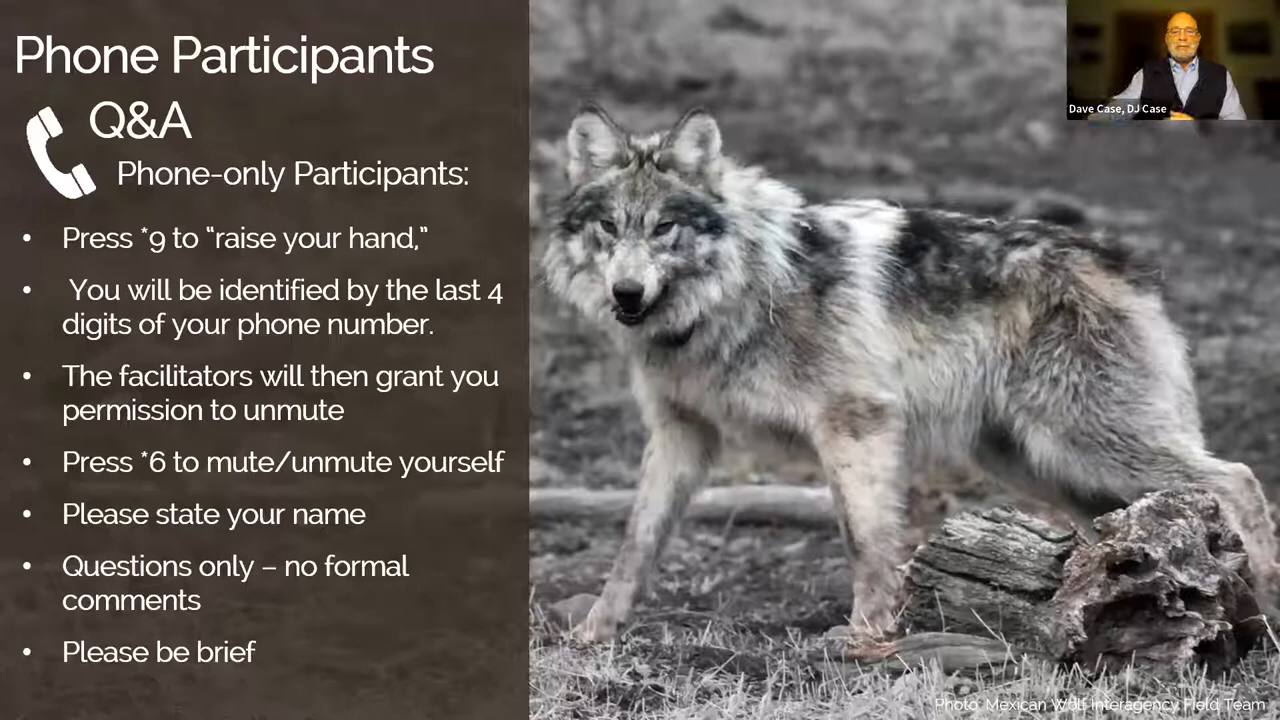 Phone Participants
Q&A
Phone-only Participants:
• Press *9 to “raise your hand,”
• You will be identified by the last 4
digits of your phone number.
• The facilitators will then grant you
permission to unmute
• Press *6 to mute/unmute yourself
• Please state your name
• Questions only – no formal
comments
• Please be brief
Dave Case, DJ Case
Photo: Mexican Wolf Interagency Field Team